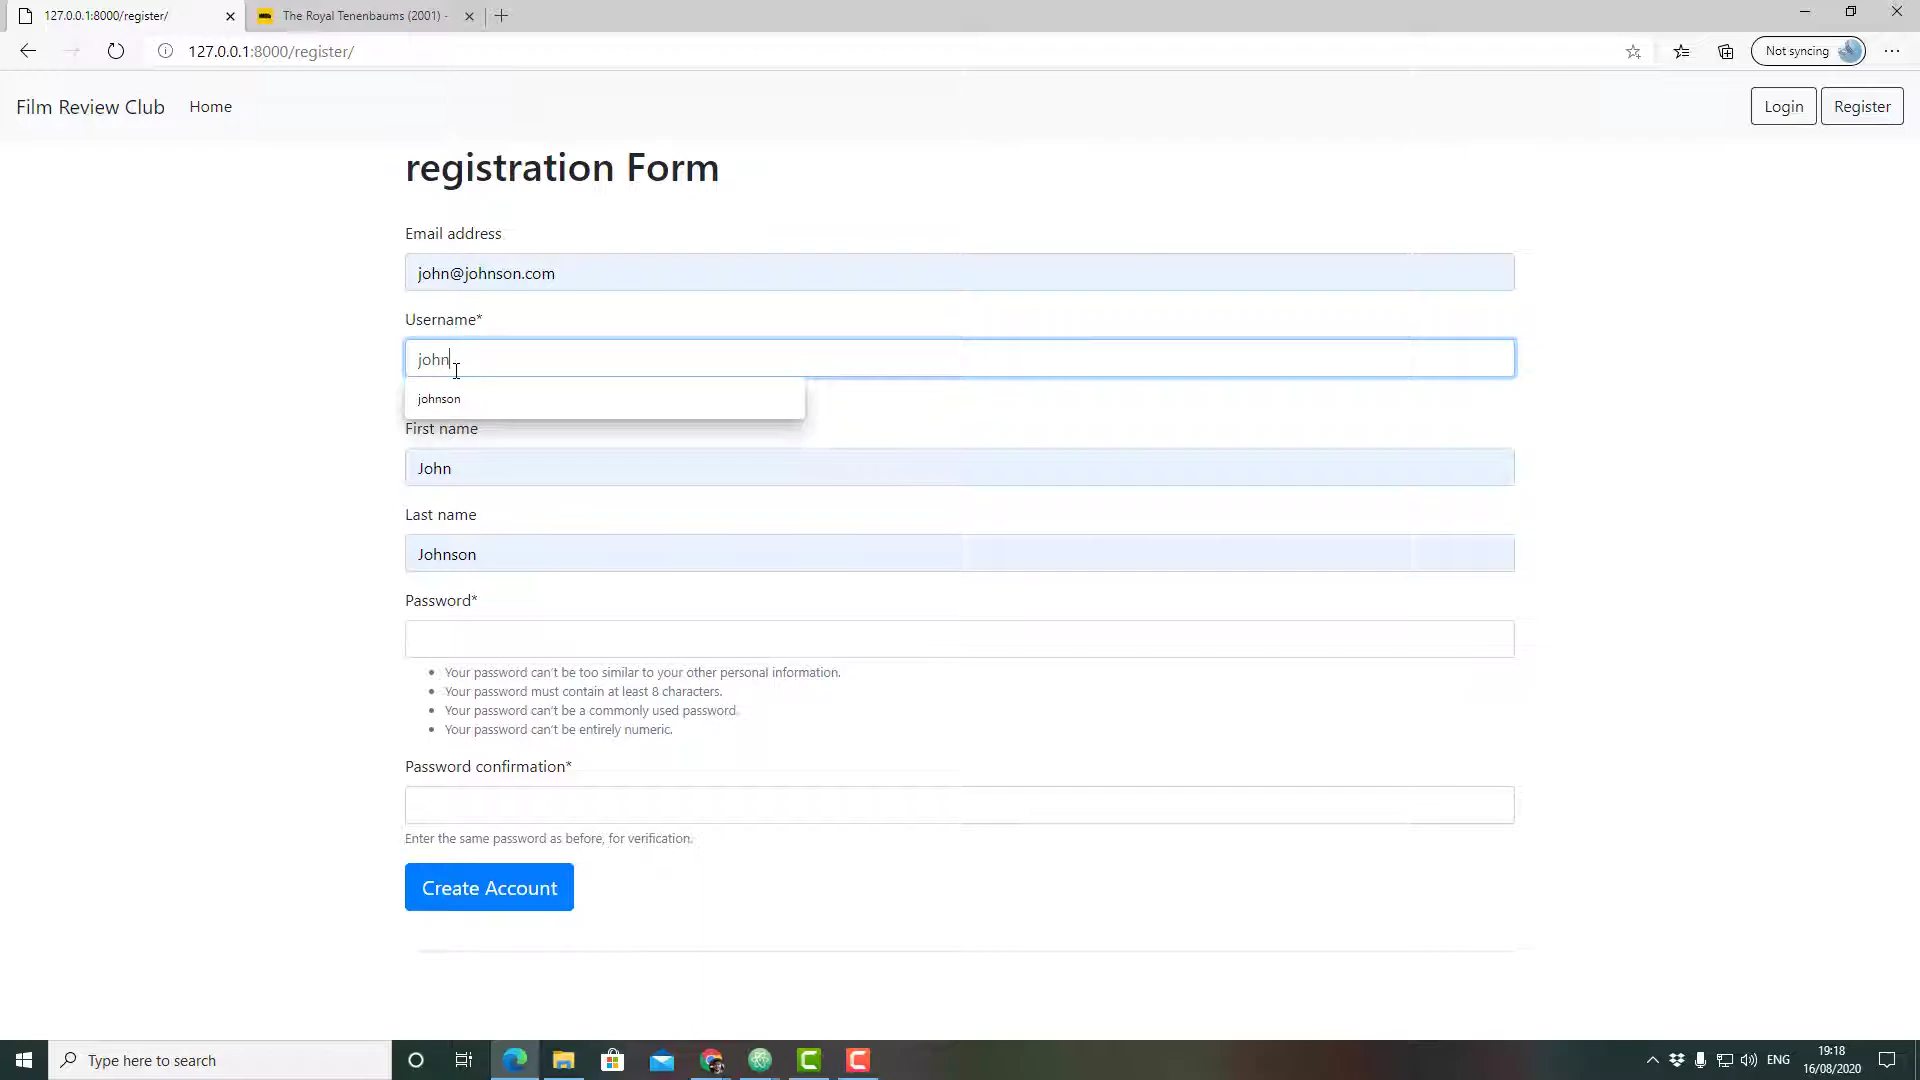 127.0.0.1:8000/register/
The Royal Tenenbaums (2001) -
127.0.0.1:8000/register/
Not syncing
Film Review Club Home
Login Register
registration Form
Email address
john@johnson.com
Username*
john
johnson
First name
John
Last name
Johnson
Password*
Your password can't be too similar to your other personal information.
Your password must contain at least 8 characters.
Your password can't be a commonly used password.
Your password can't be entirely numeric.
Password confirmation*
Enter the same password as before, for verification.
Create Account
Type here to search
ENG
19:18
16/08/2020